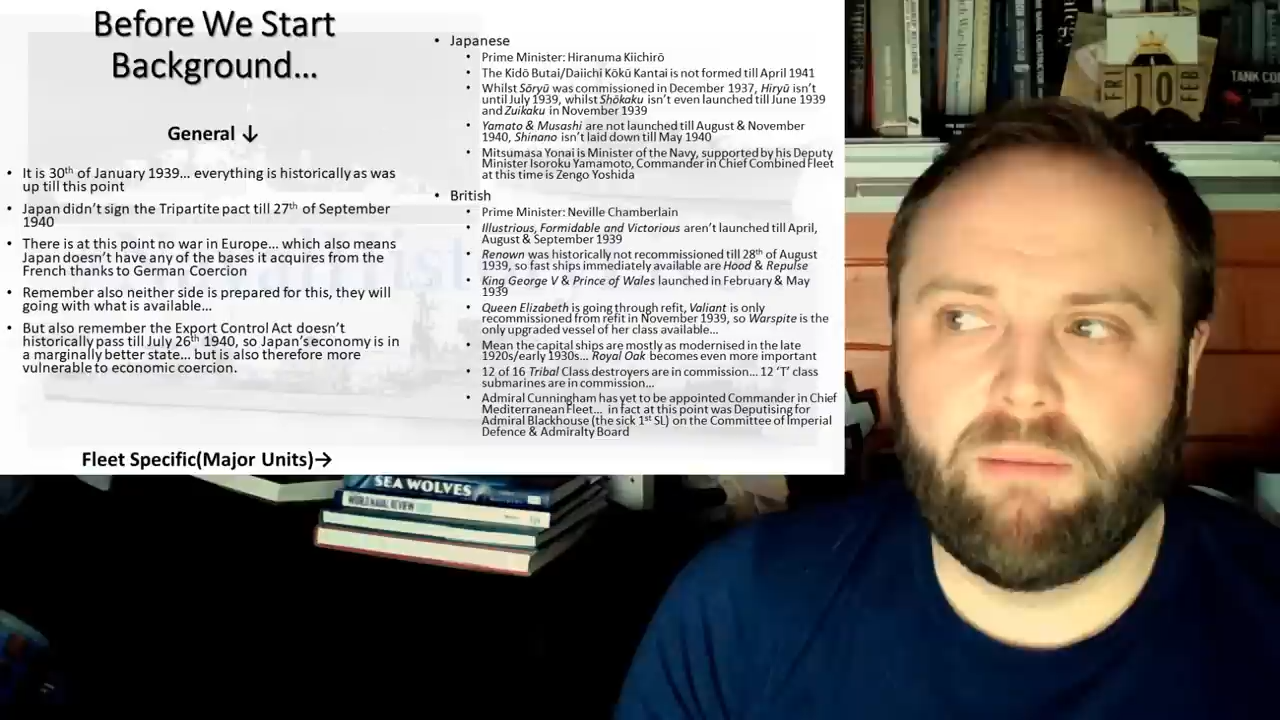 Before We Start
Background...
General ↓
• It is 30th of January 1939... everything is historically as was
up till this point
• Japan didn't sign the Tripartite pact till 27th of September
1940
• There is at this point no war in Europe... which also means
Japan doesn't have any of the bases it acquires from the
French thanks to German Coercion
• Remember also neither side is prepared for this, they will
going with what is available...
• But also remember the Export Control Act doesn't
historically pass till July 26th 1940, so Japan's economy is in
a marginally better state... but is also therefore more
vulnerable to economic coercion.
Fleet Specific(Major Units)→
• Japanese
• Prime Minister: Hiranuma Kiichirō
• The Kidō Butai/Daiichi Kōkū Kantai is not formed till April 1941
• Whilst Sōryū was commissioned in December 1937, Hiryū isn't
until July 1939, whilst Shōkaku isn't even launched till June 1939
and Zuikaku in November 1939
• Yamato & Musashi are not launched till August & November
1940, Shinano isn't laid down till May 1940
• Mitsumasa Yonai is Minister of the Navy, supported by his Deputy
Minister Isoroku Yamamoto, Commander in Chief Combined Fleet
at this time is Zengo Yoshida
• British
• Prime Minister: Neville Chamberlain
• Illustrious, Formidable and Victorious aren't launched till April,
August & September 1939
• Renown was historically not recommissioned till 28th of August
1939, so fast ships immediately available are Hood & Repulse
• King George V & Prince of Wales launched in February & May
1939
• Queen Elizabeth is going through refit, Valiant is only
recommissioned from refit in November 1939, so Warspite is the
only upgraded vessel of her class available...
• Mean the capital ships are mostly as modernised in the late
1920s/early 1930s... Royal Oak becomes even more important
• 12 of 16 Tribal Class destroyers are in commission... 12 'T' class
submarines are in commission...
• Admiral Cunningham has yet to be appointed Commander in Chief
Mediterranean Fleet... in fact at this point was Deputising for
Admiral Blackhouse (the sick 1st SL) on the Committee of Imperial
Defence & Admiralty Board
FRI 10 FEB
TANK CO
SEA WOLVES
WORLD NAVAL REVIEW